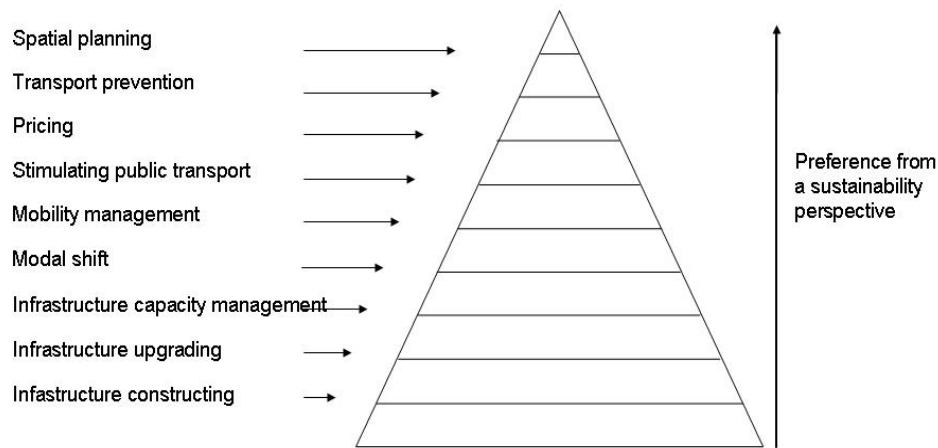 Spatial planning
Transport prevention
Pricing
Stimulating public transport
Mobility management
Modal shift
Infrastructure capacity management
Infrastructure upgrading
Infastructure constructing
Preference from
a sustainability
perspective